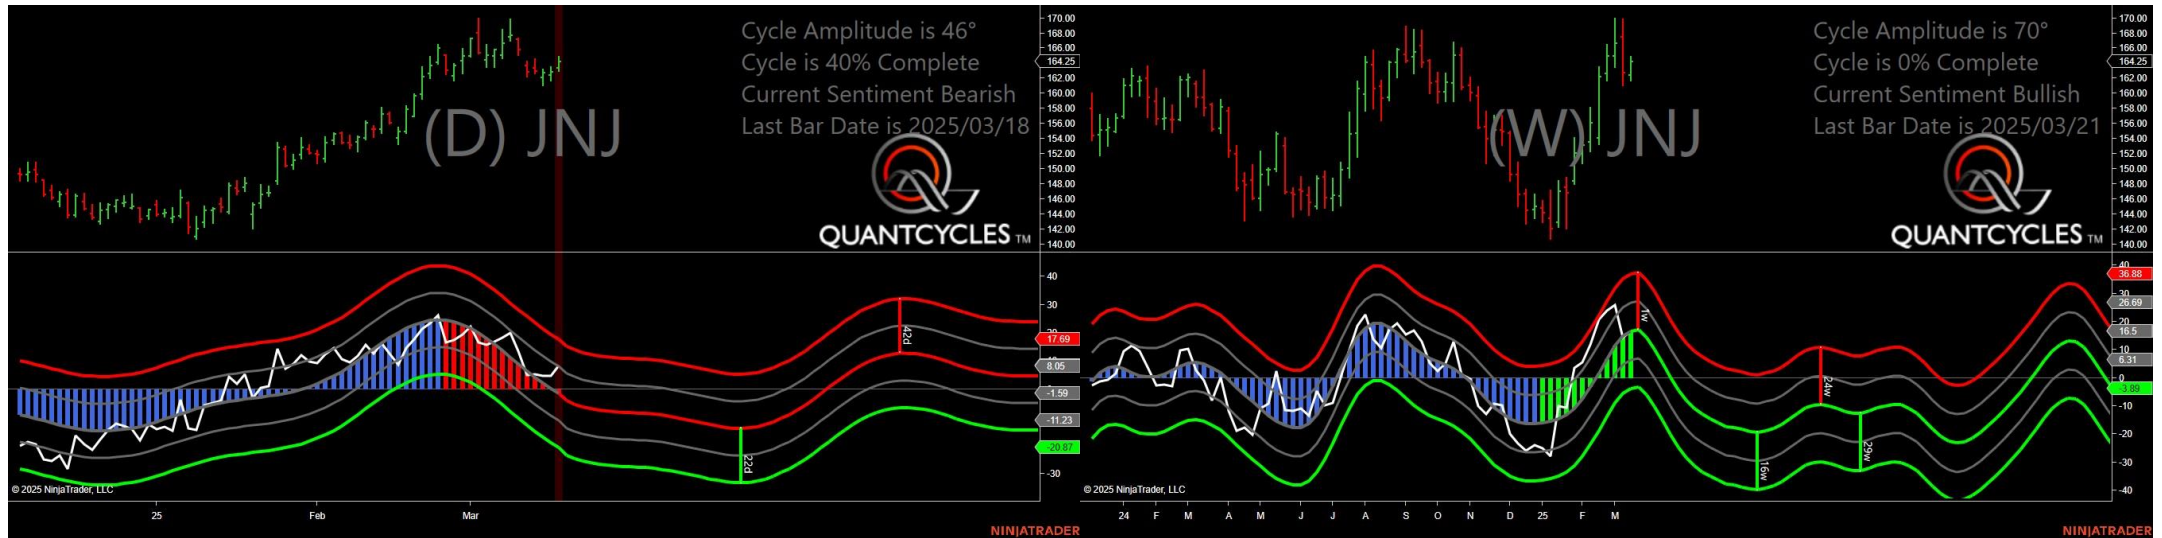 Cycle Amplitude is 46°
Cycle is 40% Complete
Current Sentiment Bearish
Last Bar Date is 2025/03/18
(D) JNJ
QUANTCYCLES TM
170.00
168.00
166.00
164.25
162.00
160.00
158.00
156.00
154.00
152.00
150.00
148.00
146.00
144.00
142.00
140.00
40
30
17.69
8.05
-1.59
-11.23
-20.87
-30
42d
22d
© 2025 NinjaTrader, LLC
25 Feb Mar
NINJATRADER
Cycle Amplitude is 70°
Cycle is 0% Complete
Current Sentiment Bullish
Last Bar Date is 2025/03/21
(W) JNJ
QUANTCYCLES TM
170.00
168.00
166.00
164.25
162.00
160.00
158.00
156.00
154.00
152.00
150.00
148.00
146.00
144.00
142.00
140.00
40
36.88
30
26.69
20
16.5
10
6.31
0
-3.89
-10
-20
-30
-40
1w
24w
16w
29w
© 2025 NinjaTrader, LLC
24 F M A M J J A S O N D 25 F M
NINJATRADER